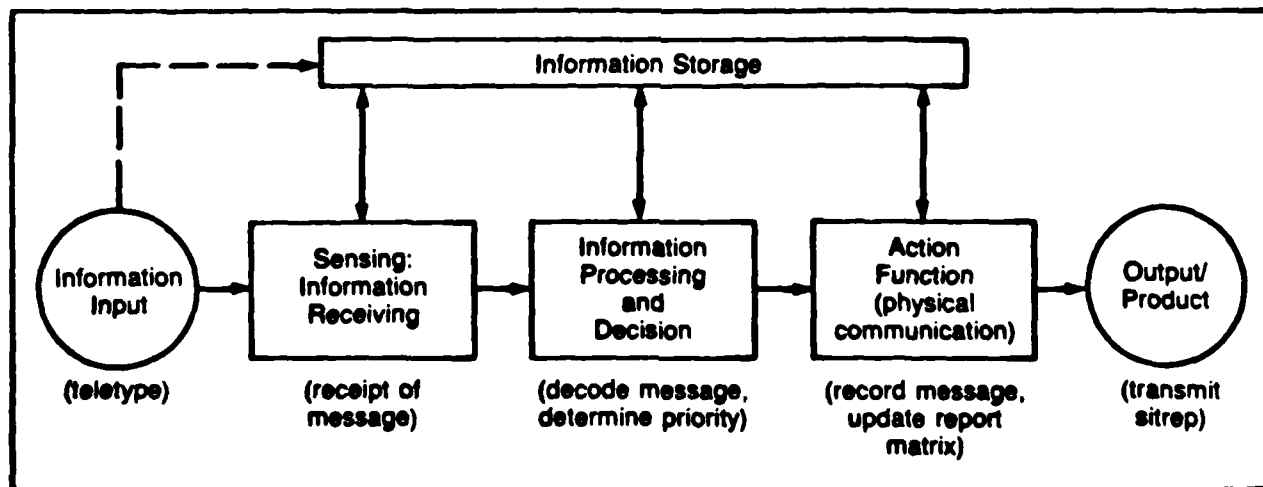 Information Storage
Information
Input
Sensing:
Information
Receiving
Information
Processing
and
Decision
Action
Function
(physical
communication)
Output/
Product
(teletype)
(receipt of
message)
(decode message,
determine priority)
(record message,
update report
matrix)
(transmit
sitrep)